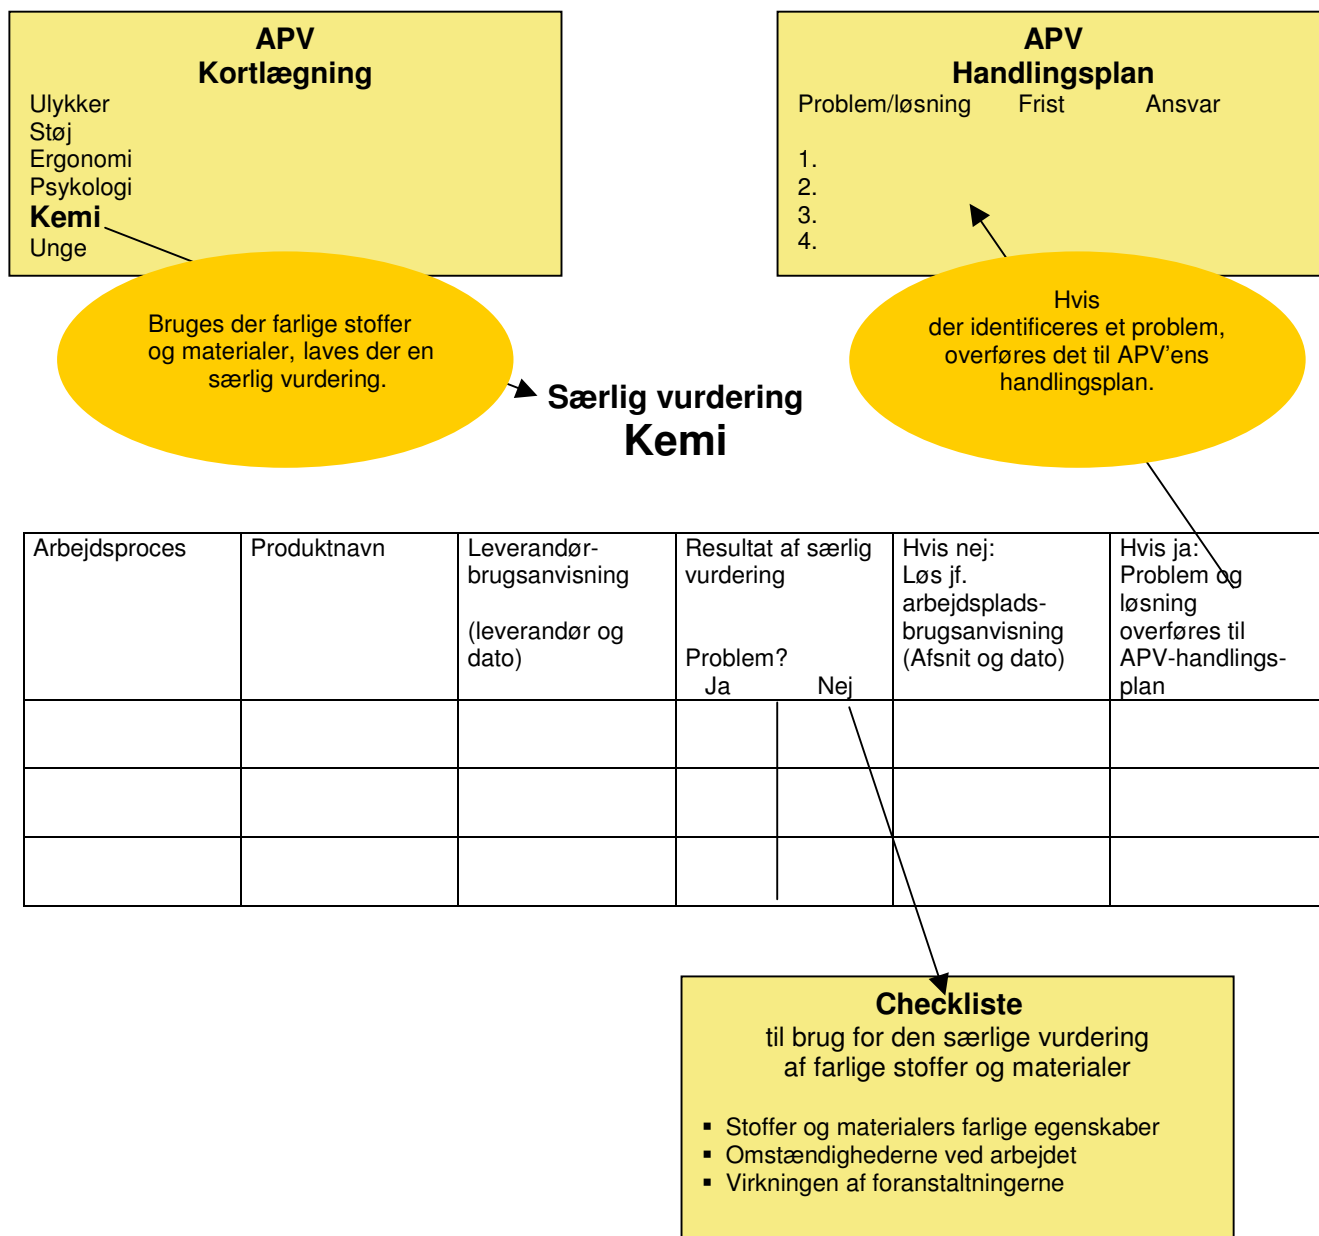 APV
Kortlægning
Ulykker
Støj
Ergonomi
Psykologi
Kemi
Unge
APV
Handlingsplan
Problem/løsning Frist Ansvar
1.
2.
3.
4.
Bruges der farlige stoffer
og materialer, laves der en
særlig vurdering.
Hvis
der identificeres et problem,
overføres det til APV’ens
handlingsplan.
Særlig vurdering
Kemi
Arbejdsproces
Produktnavn
Leverandør-
brugsanvisning
(leverandør og
dato)
Resultat af særlig
vurdering
Problem?
Ja Nej
Hvis nej:
Løs jf.
arbejdsplads-
brugsanvisning
(Afsnit og dato)
Hvis ja:
Problem og
løsning
overføres til
APV-handlings-
plan
Checkliste
til brug for den særlige vurdering
af farlige stoffer og materialer
▪ Stoffer og materialers farlige egenskaber
▪ Omstændighederne ved arbejdet
▪ Virkningen af foranstaltningerne